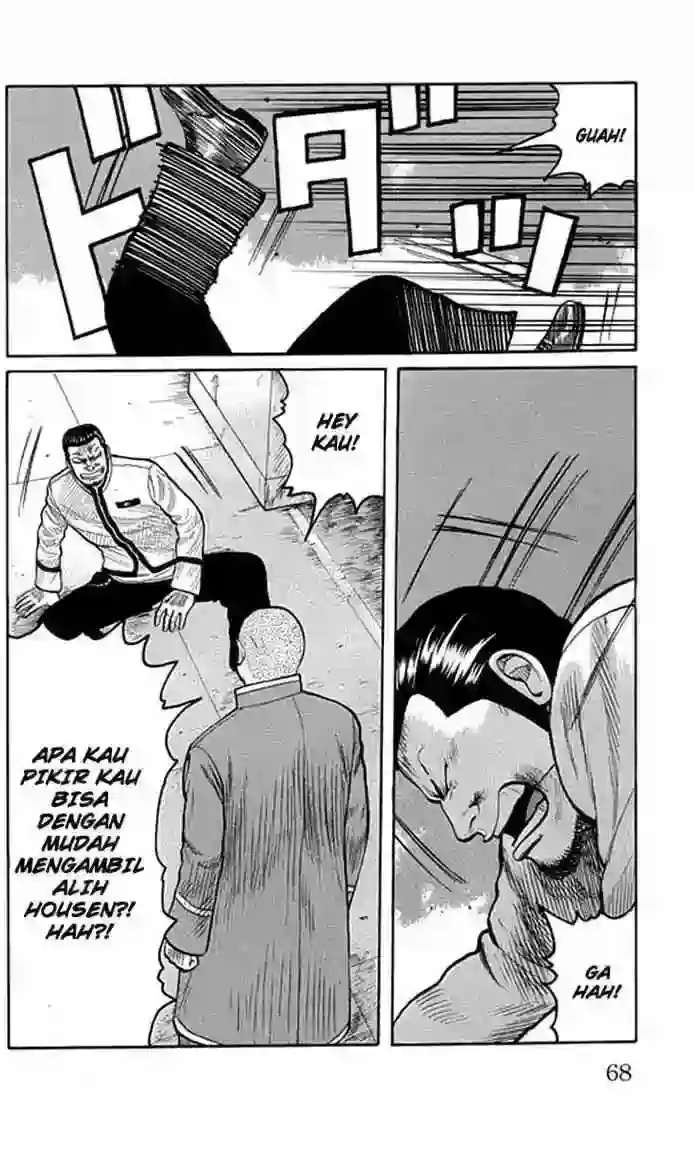 GUAH!
ドダッ
GA
HAH!
HEY
KAU!
APA KAU
PIKIR KAU
BISA
DENGAN
MUDAH
MENGAMBIL
ALIH
HOUSEN?!
HAH?!
68